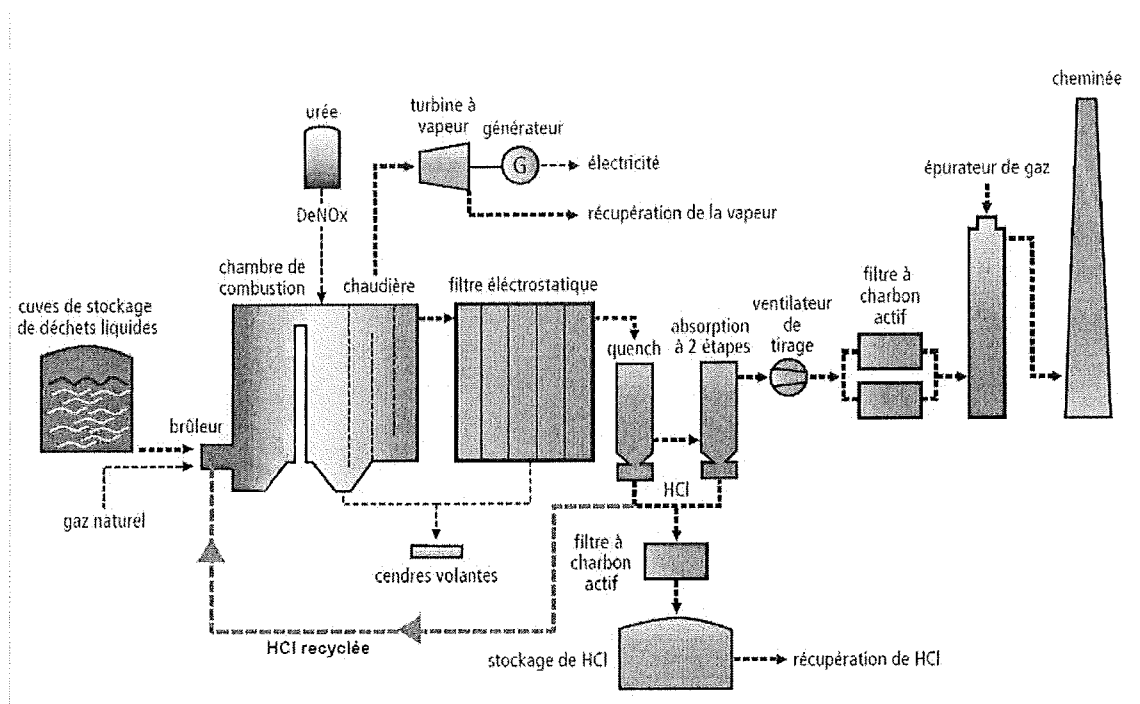 cheminée
urée
turbine à
vapeur
générateur
G
électricité
épurateur de gaz
DeNOx
récupération de la vapeur
chambre de
combustion
chaudière
filtre éléctrostatique
filtre à
charbon
actif
cuves de stockage
de déchets liquides
ventilateur
de
tirage
absorption
à 2 étapes
quench
brûleur
HCl
gaz naturel
filtre à
charbon
actif
cendres volantes
HCl recyclée
stockage de HCl
récupération de HCl